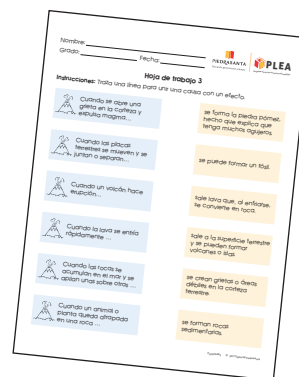 Nombre:
Grado:
Fecha:
PIEDRASANTA
PLEA
Hoja de trabajo 3
Instrucciones: Traza una línea para unir una causa con un efecto.
Cuando se abre una
grieta en la corteza y
expulsa magma...
se forma la piedra pómez,
hecho que explica que
tenga muchos agujeros.
Cuando las placas
terrestres se mueven y se
juntan o separan...
se puede formar un fósil.
Cuando un volcán hace
erupción...
sale lava que, al enfriarse,
se convierte en roca.
Cuando la lava se enfría
rápidamente ...
sale a la superficie terrestre
y se pueden formar
volcanes o islas.
Cuando las rocas se
acumulan en el mar y se
apilan unas sobre otras ...
se crean grietas o áreas
débiles en la corteza
terrestre.
Cuando un animal o
planta queda atrapada
en una roca ...
se forman rocas
sedimentarias.